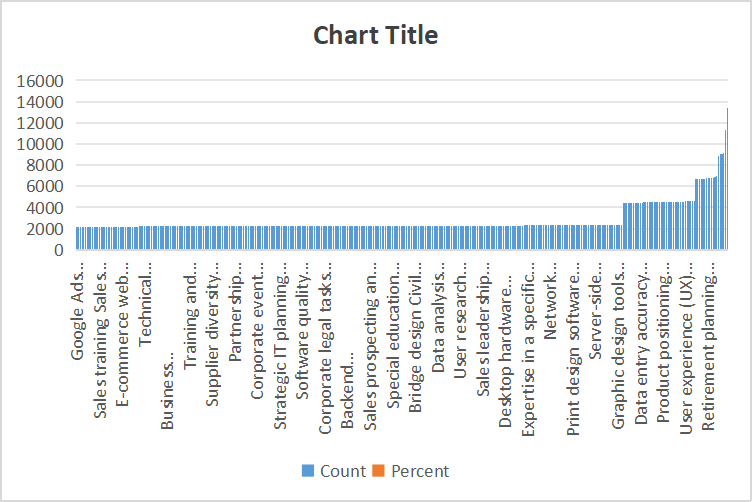 Chart Title
16000
14000
12000
10000
8000
6000
4000
2000
0
Google Ads...
Sales training Sales...
E-commerce web...
Technical...
Business...
Training and...
Supplier diversity...
Partnership...
Corporate event...
Strategic IT planning...
Software quality...
Corporate legal tasks...
Backend...
Sales prospecting an...
Special education...
Bridge design Civil...
Data analysis...
User research...
Sales leadership...
Desktop hardware...
Expertise in a specific...
Network...
Print design software...
Server-side...
Graphic design tools...
Data entry accuracy...
Product positioning...
User experience (UX)...
Retirement planning...
Count
Percent